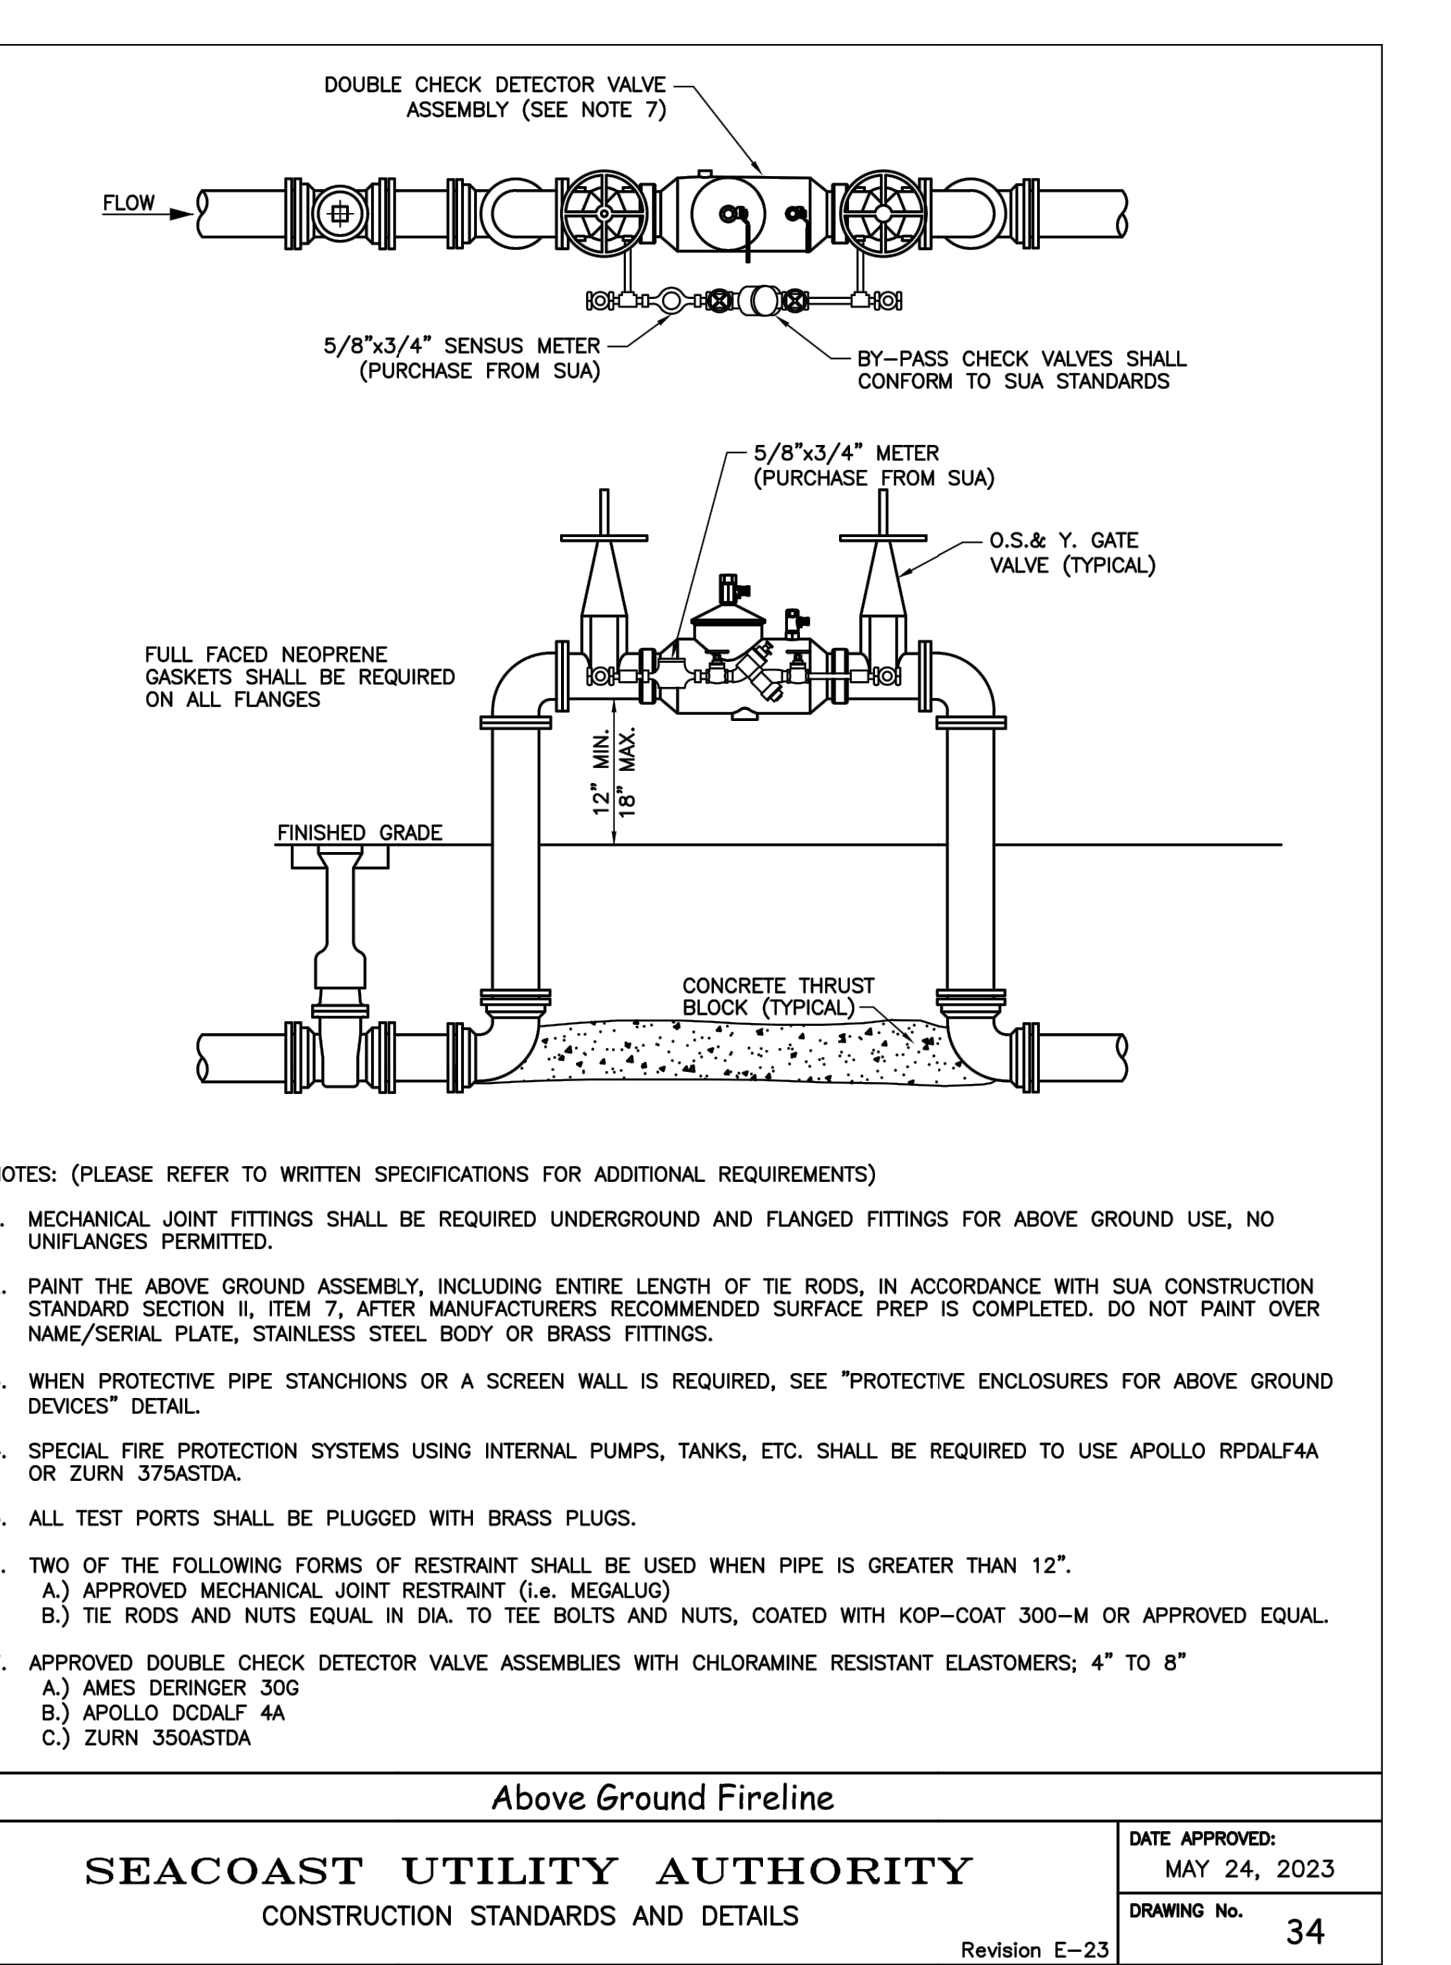 DOUBLE CHECK DETECTOR VALVE
ASSEMBLY (SEE NOTE 7)
FLOW
5/8"x3/4" SENSUS METER
(PURCHASE FROM SUA)
BY-PASS CHECK VALVES SHALL
CONFORM TO SUA STANDARDS
5/8"x3/4" METER
(PURCHASE FROM SUA)
O.S.& Y. GATE
VALVE (TYPICAL)
FULL FACED NEOPRENE
GASKETS SHALL BE REQUIRED
ON ALL FLANGES
12" MIN.
18" MAX.
FINISHED GRADE
CONCRETE THRUST
BLOCK (TYPICAL)
OTES: (PLEASE REFER TO WRITTEN SPECIFICATIONS FOR ADDITIONAL REQUIREMENTS)
. MECHANICAL JOINT FITTINGS SHALL BE REQUIRED UNDERGROUND AND FLANGED FITTINGS FOR ABOVE GROUND USE, NO
UNIFLANGES PERMITTED.
. PAINT THE ABOVE GROUND ASSEMBLY, INCLUDING ENTIRE LENGTH OF TIE RODS, IN ACCORDANCE WITH SUA CONSTRUCTION
STANDARD SECTION II, ITEM 7, AFTER MANUFACTURERS RECOMMENDED SURFACE PREP IS COMPLETED. DO NOT PAINT OVER
NAME/SERIAL PLATE, STAINLESS STEEL BODY OR BRASS FITTINGS.
. WHEN PROTECTIVE PIPE STANCHIONS OR A SCREEN WALL IS REQUIRED, SEE "PROTECTIVE ENCLOSURES FOR ABOVE GROUND
DEVICES" DETAIL.
. SPECIAL FIRE PROTECTION SYSTEMS USING INTERNAL PUMPS, TANKS, ETC. SHALL BE REQUIRED TO USE APOLLO RPDALF4A
OR ZURN 375ASTDA.
. ALL TEST PORTS SHALL BE PLUGGED WITH BRASS PLUGS.
. TWO OF THE FOLLOWING FORMS OF RESTRAINT SHALL BE USED WHEN PIPE IS GREATER THAN 12".
A.) APPROVED MECHANICAL JOINT RESTRAINT (i.e. MEGALUG)
B.) TIE RODS AND NUTS EQUAL IN DIA. TO TEE BOLTS AND NUTS, COATED WITH KOP-COAT 300-M OR APPROVED EQUAL.
. APPROVED DOUBLE CHECK DETECTOR VALVE ASSEMBLIES WITH CHLORAMINE RESISTANT ELASTOMERS; 4" TO 8"
A.) AMES DERINGER 30G
B.) APOLLO DCDALF 4A
C.) ZURN 350ASTDA
Above Ground Fireline
SEACOAST UTILITY AUTHORITY
CONSTRUCTION STANDARDS AND DETAILS
Revision E-23
DATE APPROVED:
MAY 24, 2023
DRAWING No.
34